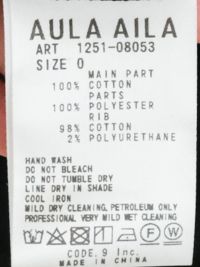 AULA AILA
ART 1251-08053
SIZE 0
MAIN PART
100% COTTON
PARTS
100% POLYESTER
RIB
98% COTTON
2% POLYURETHANE
HAND WASH
DO NOT BLEACH
DO NOT TUMBLE DRY
LINE DRY IN SHADE
COOL IRON
MILD DRY CLEANING, PETROLEUM ONLY
PROFESSIONAL VERY MILD WET CLEANING
F W
CODE.9 Inc.
MADE IN CHINA